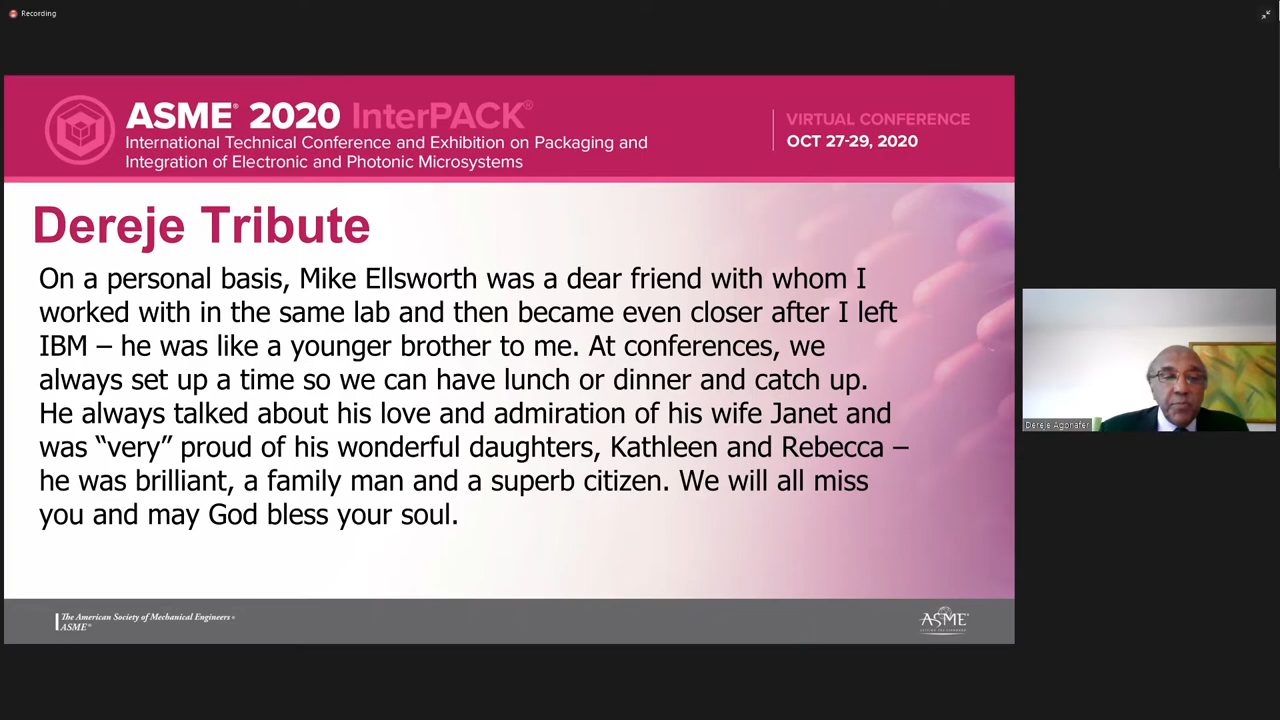 Recording
ASME® 2020 InterPACK®
International Technical Conference and Exhibition on Packaging and
Integration of Electronic and Photonic Microsystems
VIRTUAL CONFERENCE
OCT 27-29, 2020
Dereje Tribute
On a personal basis, Mike Ellsworth was a dear friend with whom I
worked with in the same lab and then became even closer after I left
IBM – he was like a younger brother to me. At conferences, we
always set up a time so we can have lunch or dinner and catch up.
He always talked about his love and admiration of his wife Janet and
was “very” proud of his wonderful daughters, Kathleen and Rebecca –
he was brilliant, a family man and a superb citizen. We will all miss
you and may God bless your soul.
Dereje Agonafer
The American Society of Mechanical Engineers®
ASME®
ASME®
SETTING THE STANDARD